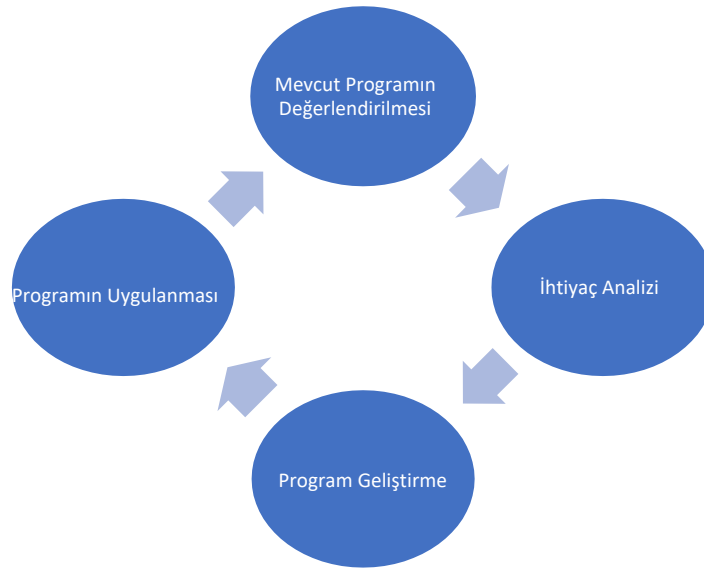 Mevcut Programın
Değerlendirilmesi
İhtiyaç Analizi
Program Geliştirme
Programın Uygulanması